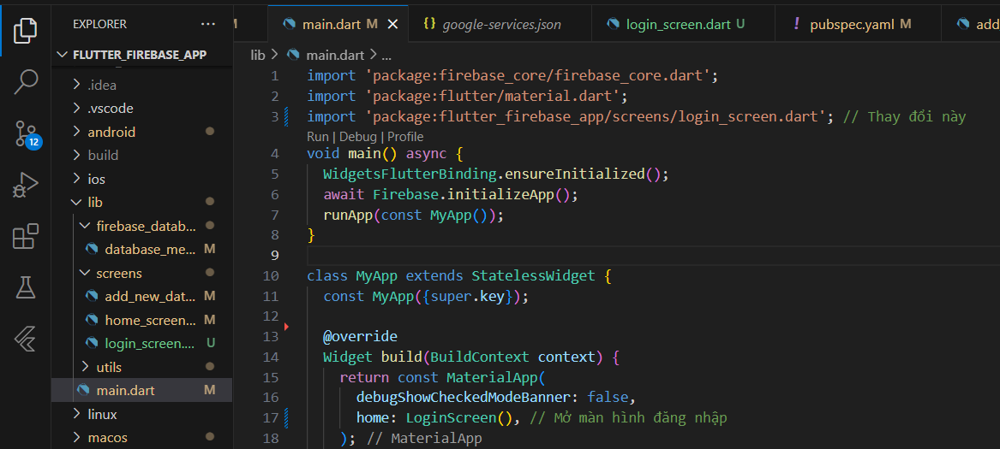 EXPLORER ...
FLUTTER_FIREBASE_APP
.idea
.vscode
android
build
ios
lib
firebase_datab...
database_me... M
screens
add_new_dat... M
home_screen... M
login_screen.... U
utils
main.dart M
linux
macos
12
M main.dart M {} google-services.json login_screen.dart U ! pubspec.yaml M add
lib > main.dart > ...
1 import 'package:firebase_core/firebase_core.dart';
2 import 'package:flutter/material.dart';
3 import 'package:flutter_firebase_app/screens/login_screen.dart'; // Thay đổi này
Run | Debug | Profile
4 void main() async {
5 WidgetsFlutterBinding.ensureInitialized();
6 await Firebase.initializeApp();
7 runApp(const MyApp());
8 }
9
10 class MyApp extends StatelessWidget {
11 const MyApp({super.key});
12
13 @override
14 Widget build(BuildContext context) {
15 return const MaterialApp(
16 debugShowCheckedModeBanner: false,
17 home: LoginScreen(), // Mở màn hình đăng nhập
18 ); // MaterialApp